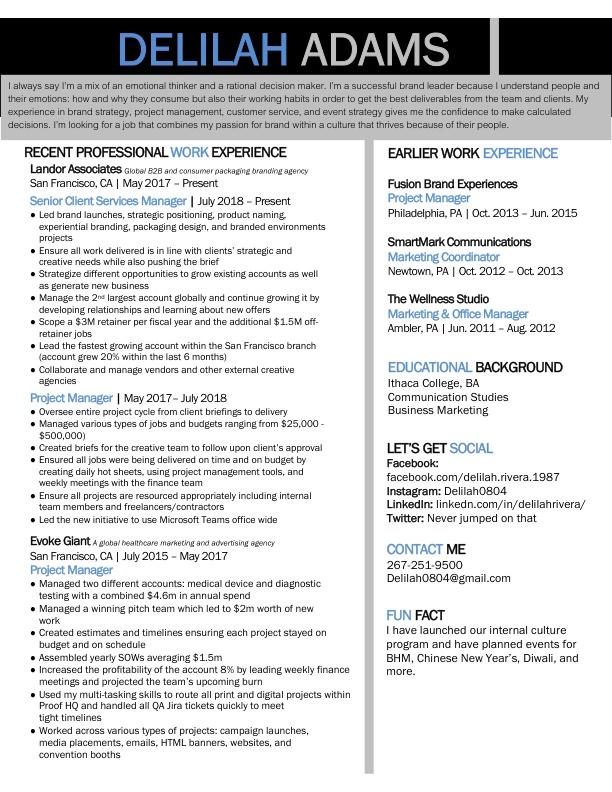 DELILAH ADAMS
I always say I'm a mix of an emotional thinker and a rational decision maker. I'm a successful brand leader because I understand people and
their emotions: how and why they consume but also their working habits in order to get the best deliverables from the team and clients. My
experience in brand strategy, project management, customer service, and event strategy gives me the confidence to make calculated
decisions. I'm looking for a job that combines my passion for brand within a culture that thrives because of their people.
RECENT PROFESSIONAL WORK EXPERIENCE
Landor Associates Global B2B and consumer packaging branding agency
San Francisco, CA | May 2017 – Present
Senior Client Services Manager | July 2018 – Present
● Led brand launches, strategic positioning, product naming,
experiential branding, packaging design, and branded environments
projects
● Ensure all work delivered is in line with clients' strategic and
creative needs while also pushing the brief
● Strategize different opportunities to grow existing accounts as well
as generate new business
● Manage the 2nd largest account globally and continue growing it by
developing relationships and learning about new offers
● Scope a $3M retainer per fiscal year and the additional $1.5M off-
retainer jobs
● Lead the fastest growing account within the San Francisco branch
(account grew 20% within the last 6 months)
● Collaborate and manage vendors and other external creative
agencies
Project Manager | May 2017– July 2018
● Oversee entire project cycle from client briefings to delivery
● Managed various types of jobs and budgets ranging from $25,000 -
$500,000)
● Created briefs for the creative team to follow upon client's approval
● Ensured all jobs were being delivered on time and on budget by
creating daily hot sheets, using project management tools, and
weekly meetings with the finance team
● Ensure all projects are resourced appropriately including internal
team members and freelancers/contractors
● Led the new initiative to use Microsoft Teams office wide
Evoke Giant A global healthcare marketing and advertising agency
San Francisco, CA | July 2015 – May 2017
Project Manager
● Managed two different accounts: medical device and diagnostic
testing with a combined $4.6m in annual spend
● Managed a winning pitch team which led to $2m worth of new
work
● Created estimates and timelines ensuring each project stayed on
budget and on schedule
● Assembled yearly SOWs averaging $1.5m
● Increased the profitability of the account 8% by leading weekly finance
meetings and projected the team's upcoming burn
● Used my multi-tasking skills to route all print and digital projects within
Proof HQ and handled all QA Jira tickets quickly to meet
tight timelines
● Worked across various types of projects: campaign launches,
media placements, emails, HTML banners, websites, and
convention booths
EARLIER WORK EXPERIENCE
Fusion Brand Experiences
Project Manager
Philadelphia, PA | Oct. 2013 – Jun. 2015
SmartMark Communications
Marketing Coordinator
Newtown, PA | Oct. 2012 – Oct. 2013
The Wellness Studio
Marketing & Office Manager
Ambler, PA | Jun. 2011 – Aug. 2012
EDUCATIONAL BACKGROUND
Ithaca College, BA
Communication Studies
Business Marketing
LET'S GET SOCIAL
Facebook:
facebook.com/delilah.rivera.1987
Instagram: Delilah0804
LinkedIn: linkedn.com/in/delilahrivera/
Twitter: Never jumped on that
CONTACT ME
267-251-9500
Delilah0804@gmail.com
FUN FACT
I have launched our internal culture
program and have planned events for
BHM, Chinese New Year's, Diwali, and
more.